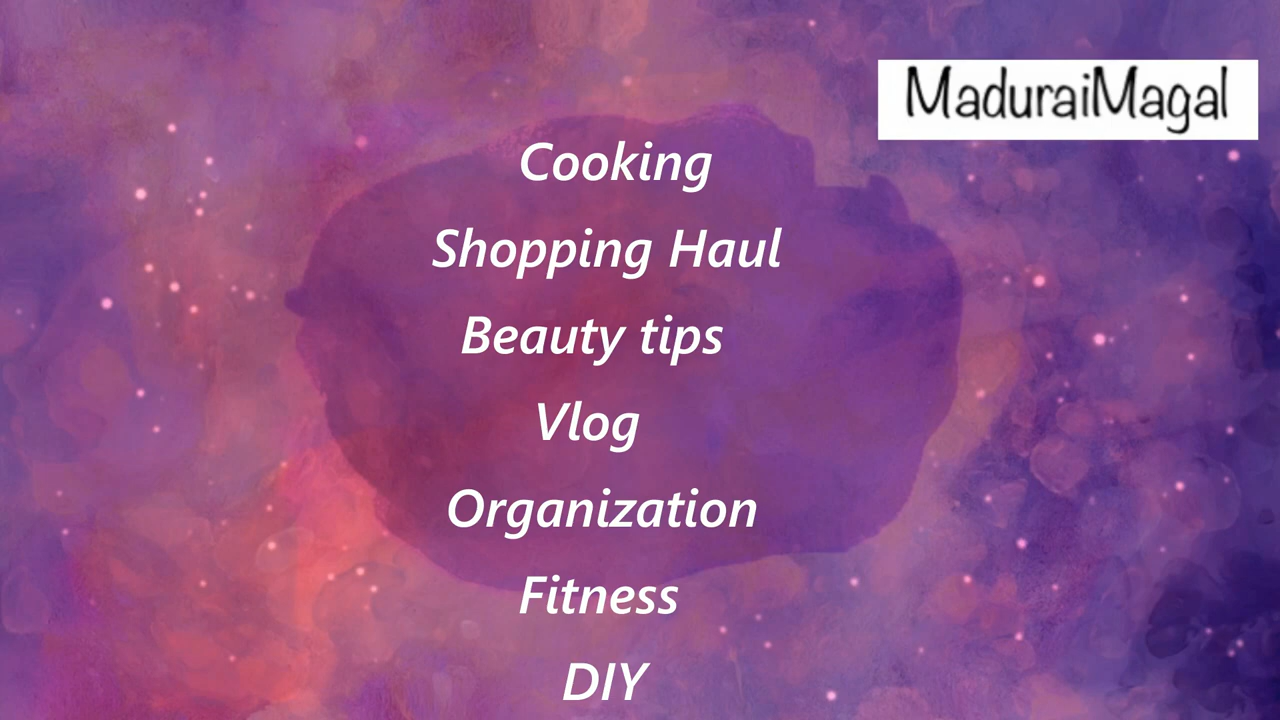 MaduraiMagal
Cooking
Shopping Haul
Beauty tips
Vlog
Organization
Fitness
DIY